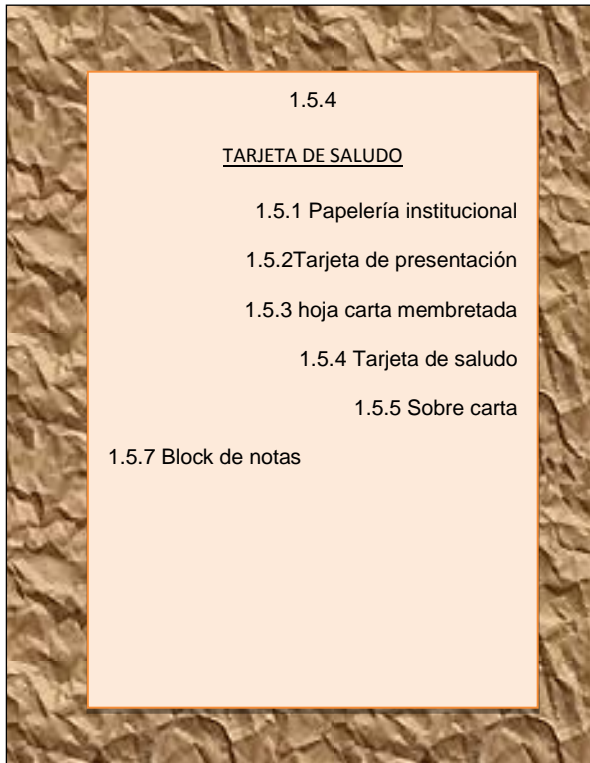 1.5.4
TARJETA DE SALUDO
1.5.1 Papelería institucional
1.5.2Tarjeta de presentación
1.5.3 hoja carta membretada
1.5.4 Tarjeta de saludo
1.5.5 Sobre carta
1.5.7 Block de notas